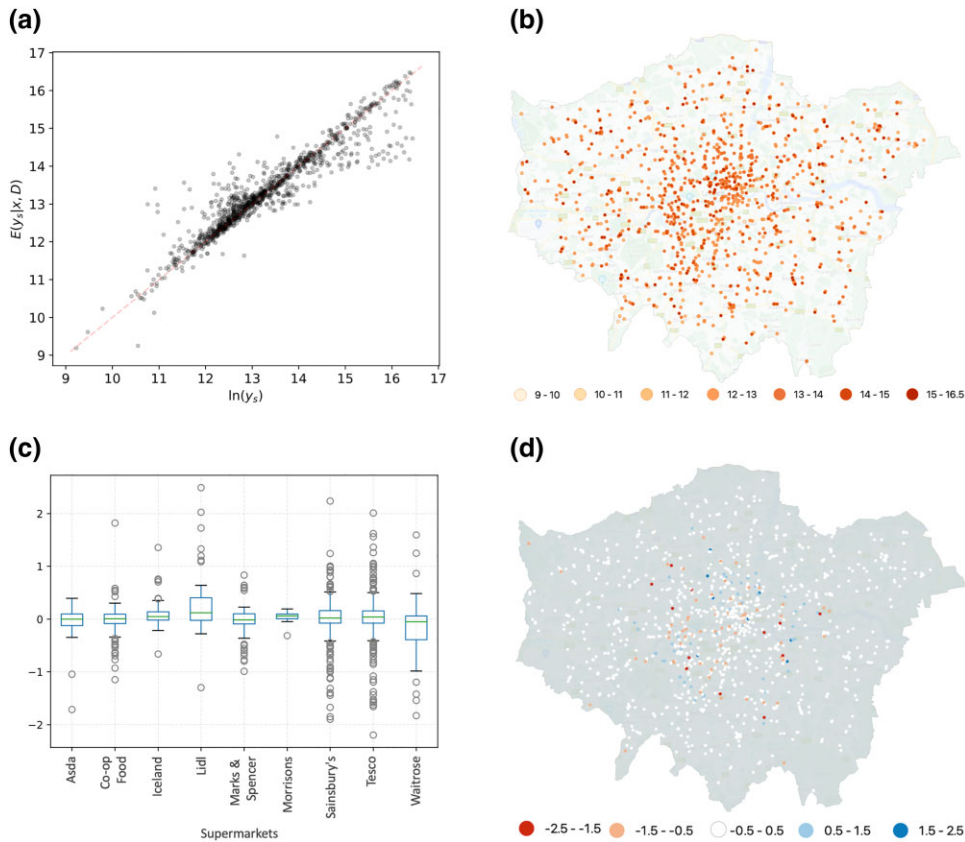 (a)
17
16
15
14
13
12
11
10
9
E(yₛ|x, D)
9 10 11 12 13 14 15 16 17
ln(yₛ)
(b)
9 - 10 10 - 11 11 - 12 12 - 13 13 - 14 14 - 15 15 - 16.5
(c)
2
1
0
−1
−2
Asda
Co-op
Food
Iceland
Lidl
Marks &
Spencer
Morrisons
Sainsbury's
Tesco
Waitrose
Supermarkets
(d)
-2.5 - -1.5 -1.5 - -0.5 -0.5 - 0.5 0.5 - 1.5 1.5 - 2.5